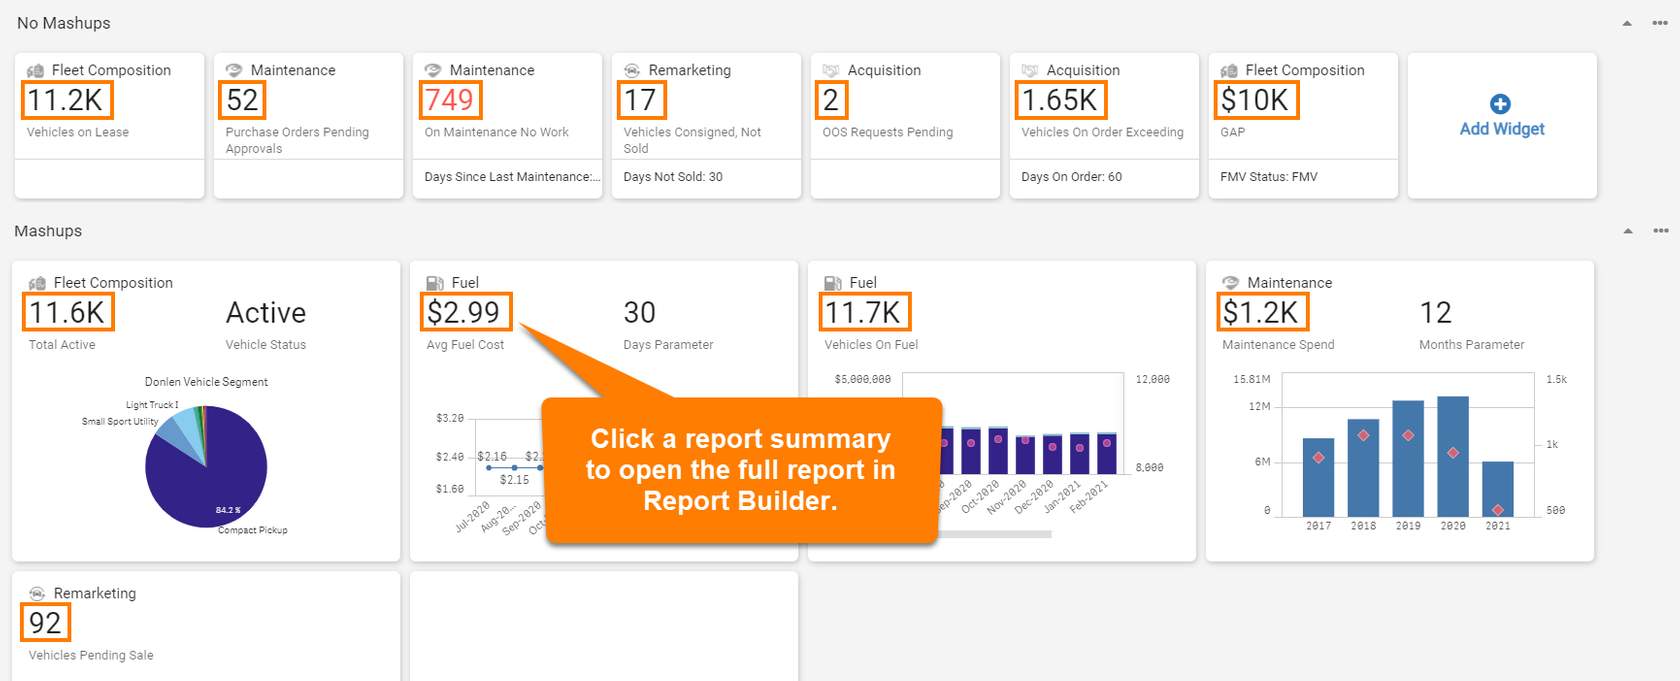 No Mashups
Fleet Composition
11.2K
Vehicles on Lease
Maintenance
52
Purchase Orders Pending
Approvals
Maintenance
749
On Maintenance No Work
Days Since Last Maintenance:...
Remarketing
17
Vehicles Consigned, Not
Sold
Days Not Sold: 30
Acquisition
2
OOS Requests Pending
Acquisition
1.65K
Vehicles On Order Exceeding
Days On Order: 60
Fleet Composition
$10K
GAP
FMV Status: FMV
Add Widget
Mashups
Fleet Composition
11.6K
Active
Total Active
Vehicle Status
Donlen Vehicle Segment
Light Truck I
Small Sport Utility
84.2 %
Compact Pickup
Fuel
$2.99
30
Avg Fuel Cost
Days Parameter
$3.20
$2.40
$1.60
$2.16
$2.15
Jul-2020
Aug-20...
Sep-2020
Click a report summary
to open the full report in
Report Builder.
Fuel
11.7K
Vehicles On Fuel
$5,000,000
12,000
8,000
Oct-2020
Nov-2020
Dec-2020
Jan-2021
Feb-2021
Maintenance
$1.2K
12
Maintenance Spend
Months Parameter
15.81M
1.5k
12M
1k
6M
0
500
2017
2018
2019
2020
2021
Remarketing
92
Vehicles Pending Sale